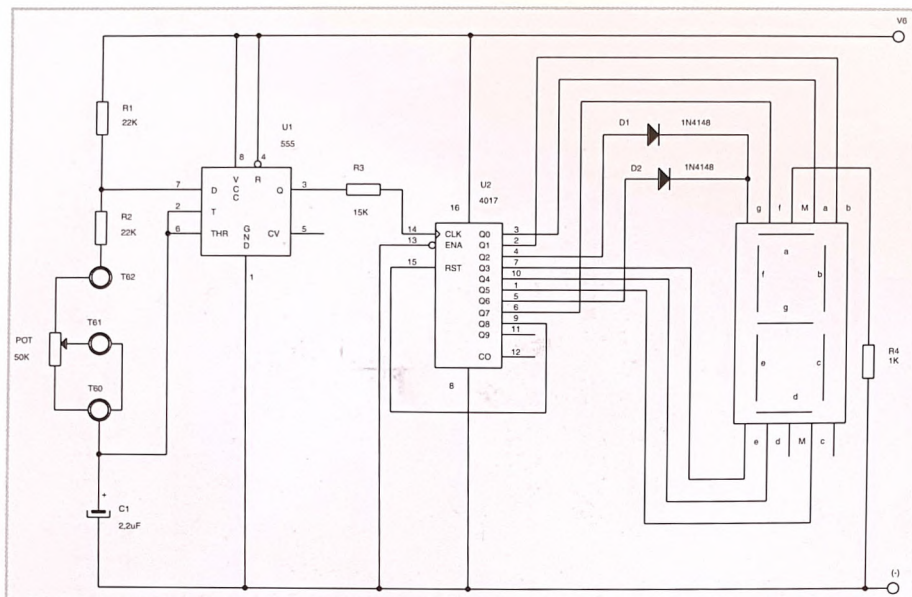 V6
R1
22K
U1
555
8
4
V
C
C
R
7
D
Q
3
2
T
6
THR
G
N
D
CV
5
1
R2
22K
T62
T61
POT
50K
T60
+
C1
2,2uF
R3
15K
U2
4017
16
14
CLK
13
ENA
15
RST
Q0
3
Q1
2
Q2
4
Q3
7
Q4
10
Q5
1
Q6
5
Q7
6
Q8
9
Q9
11
CO
12
8
D1
1N4148
D2
1N4148
g
f
M
a
b
a
f
b
g
e
c
d
e
d
M
c
R4
1K
(-)